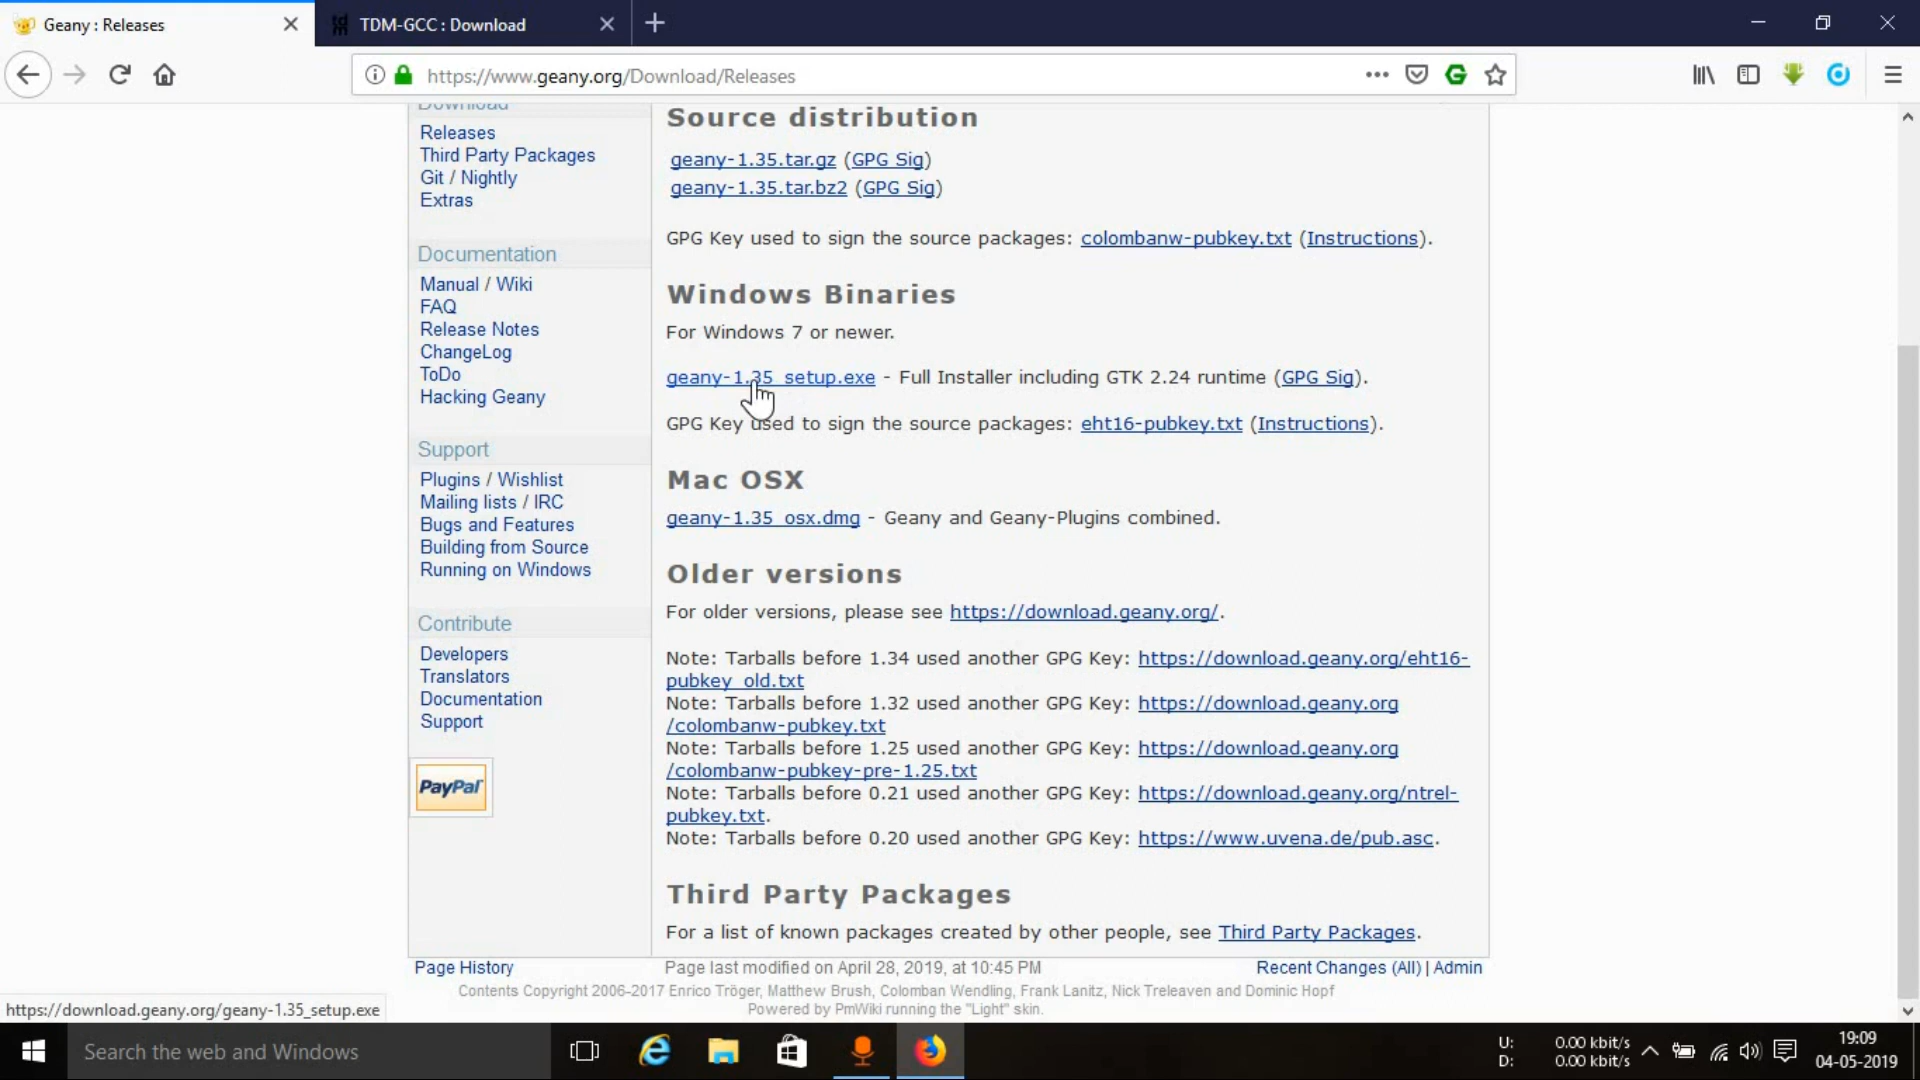 Geany : Releases
TDM-GCC : Download
https://www.geany.org/Download/Releases
Download
Releases
Third Party Packages
Git / Nightly
Extras
Documentation
Manual / Wiki
FAQ
Release Notes
ChangeLog
ToDo
Hacking Geany
Support
Plugins / Wishlist
Mailing lists / IRC
Bugs and Features
Building from Source
Running on Windows
Contribute
Developers
Translators
Documentation
Support
PayPal
Source distribution
geany-1.35.tar.gz (GPG Sig)
geany-1.35.tar.bz2 (GPG Sig)
GPG Key used to sign the source packages: colombanw-pubkey.txt (Instructions).
Windows Binaries
For Windows 7 or newer.
geany-1.35_setup.exe - Full Installer including GTK 2.24 runtime (GPG Sig).
GPG Key used to sign the source packages: eht16-pubkey.txt (Instructions).
Mac OSX
geany-1.35_osx.dmg - Geany and Geany-Plugins combined.
Older versions
For older versions, please see https://download.geany.org/.
Note: Tarballs before 1.34 used another GPG Key: https://download.geany.org/eht16-
pubkey_old.txt
Note: Tarballs before 1.32 used another GPG Key: https://download.geany.org
/colombanw-pubkey.txt
Note: Tarballs before 1.25 used another GPG Key: https://download.geany.org
/colombanw-pubkey-pre-1.25.txt
Note: Tarballs before 0.21 used another GPG Key: https://download.geany.org/ntrel-
pubkey.txt.
Note: Tarballs before 0.20 used another GPG Key: https://www.uvena.de/pub.asc.
Third Party Packages
For a list of known packages created by other people, see Third Party Packages.
Page History
Page last modified on April 28, 2019, at 10:45 PM
Recent Changes (All) | Admin
Contents Copyright 2006-2017 Enrico Tröger, Matthew Brush, Colomban Wendling, Frank Lanitz, Nick Treleaven and Dominic Hopf
Powered by PmWiki running the "Light" skin.
https://download.geany.org/geany-1.35_setup.exe
Search the web and Windows
U: 0.00 kbit/s
D: 0.00 kbit/s
19:09
04-05-2019